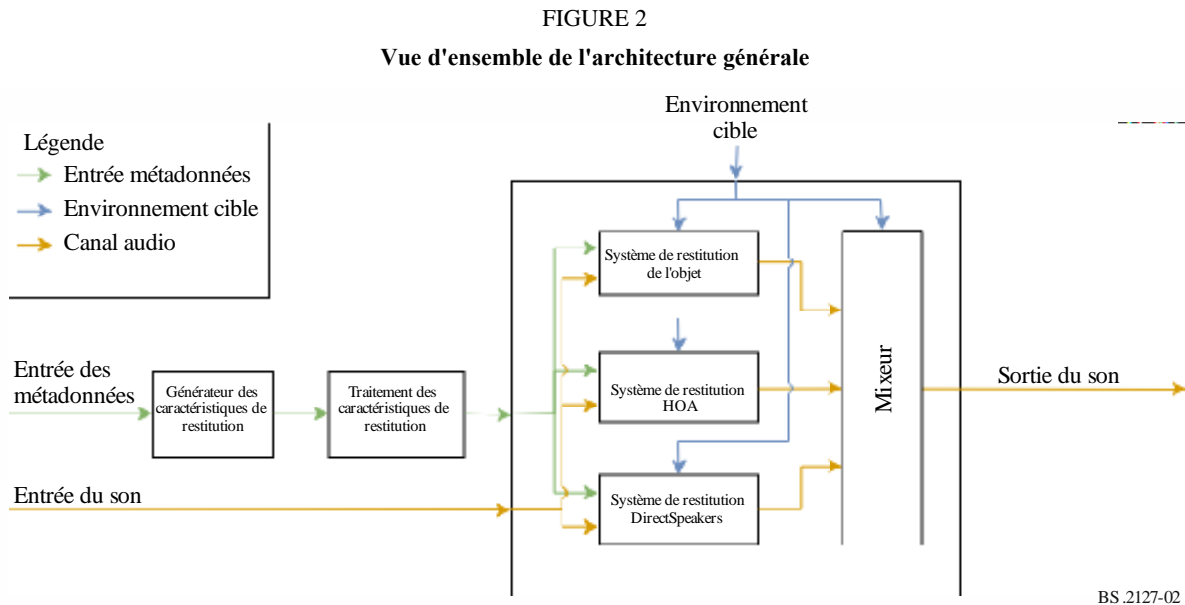 FIGURE 2
Vue d'ensemble de l'architecture générale
Environnement
cible
Légende
Entrée métadonnées
Environnement cible
Canal audio
Système de restitution
de l'objet
Entrée des
métadonnées
Générateur des
caractéristiques de
restitution
Traitement des
caractéristiques de
restitution
Système de restitution
HOA
Mixeur
Sortie du son
Entrée du son
Système de restitution
DirectSpeakers
BS.2127-02